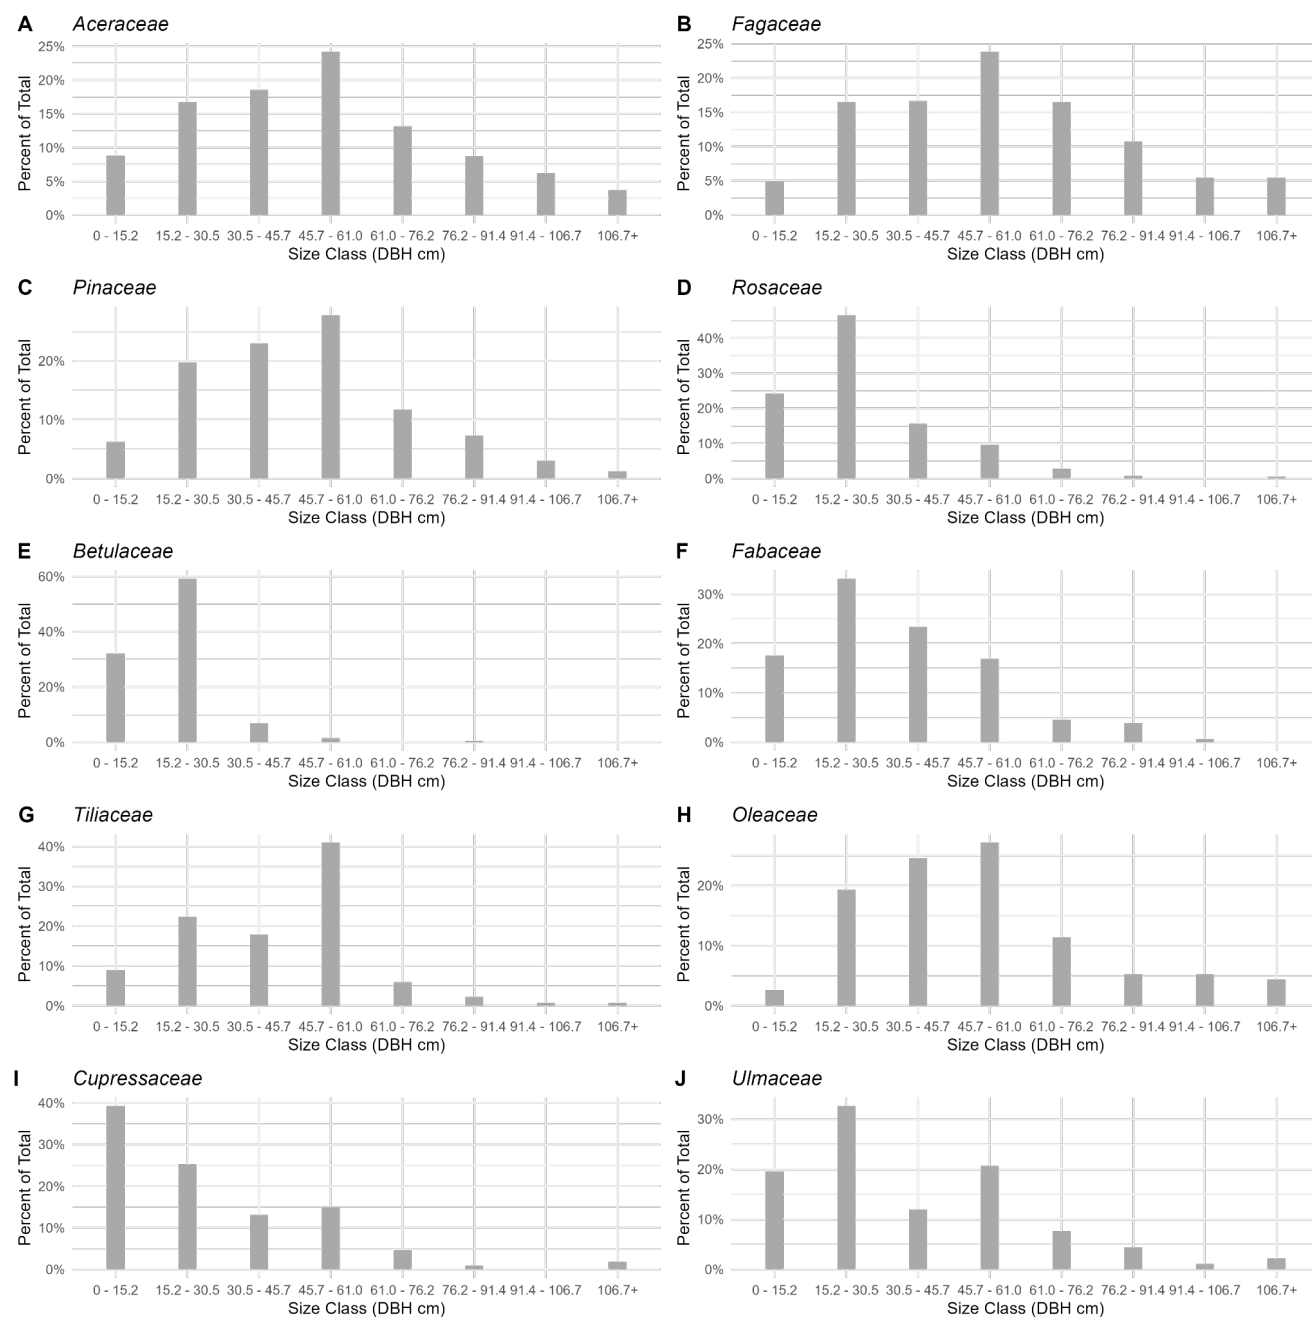 A Aceraceae
Percent of Total
25%
20%
15%
10%
5%
0%
0 - 15.2 15.2 - 30.5 30.5 - 45.7 45.7 - 61.0 61.0 - 76.2 76.2 - 91.4 91.4 - 106.7 106.7+
Size Class (DBH cm)
B Fagaceae
Percent of Total
25%
20%
15%
10%
5%
0%
0 - 15.2 15.2 - 30.5 30.5 - 45.7 45.7 - 61.0 61.0 - 76.2 76.2 - 91.4 91.4 - 106.7 106.7+
Size Class (DBH cm)
C Pinaceae
Percent of Total
20%
10%
0%
0 - 15.2 15.2 - 30.5 30.5 - 45.7 45.7 - 61.0 61.0 - 76.2 76.2 - 91.4 91.4 - 106.7 106.7+
Size Class (DBH cm)
D Rosaceae
Percent of Total
40%
30%
20%
10%
0%
0 - 15.2 15.2 - 30.5 30.5 - 45.7 45.7 - 61.0 61.0 - 76.2 76.2 - 91.4 91.4 - 106.7 106.7+
Size Class (DBH cm)
E Betulaceae
Percent of Total
60%
40%
20%
0%
0 - 15.2 15.2 - 30.5 30.5 - 45.7 45.7 - 61.0 61.0 - 76.2 76.2 - 91.4 91.4 - 106.7 106.7+
Size Class (DBH cm)
F Fabaceae
Percent of Total
30%
20%
10%
0%
0 - 15.2 15.2 - 30.5 30.5 - 45.7 45.7 - 61.0 61.0 - 76.2 76.2 - 91.4 91.4 - 106.7 106.7+
Size Class (DBH cm)
G Tiliaceae
Percent of Total
40%
30%
20%
10%
0%
0 - 15.2 15.2 - 30.5 30.5 - 45.7 45.7 - 61.0 61.0 - 76.2 76.2 - 91.4 91.4 - 106.7 106.7+
Size Class (DBH cm)
H Oleaceae
Percent of Total
20%
10%
0%
0 - 15.2 15.2 - 30.5 30.5 - 45.7 45.7 - 61.0 61.0 - 76.2 76.2 - 91.4 91.4 - 106.7 106.7+
Size Class (DBH cm)
I Cupressaceae
Percent of Total
40%
30%
20%
10%
0%
0 - 15.2 15.2 - 30.5 30.5 - 45.7 45.7 - 61.0 61.0 - 76.2 76.2 - 91.4 91.4 - 106.7 106.7+
Size Class (DBH cm)
J Ulmaceae
Percent of Total
30%
20%
10%
0%
0 - 15.2 15.2 - 30.5 30.5 - 45.7 45.7 - 61.0 61.0 - 76.2 76.2 - 91.4 91.4 - 106.7 106.7+
Size Class (DBH cm)